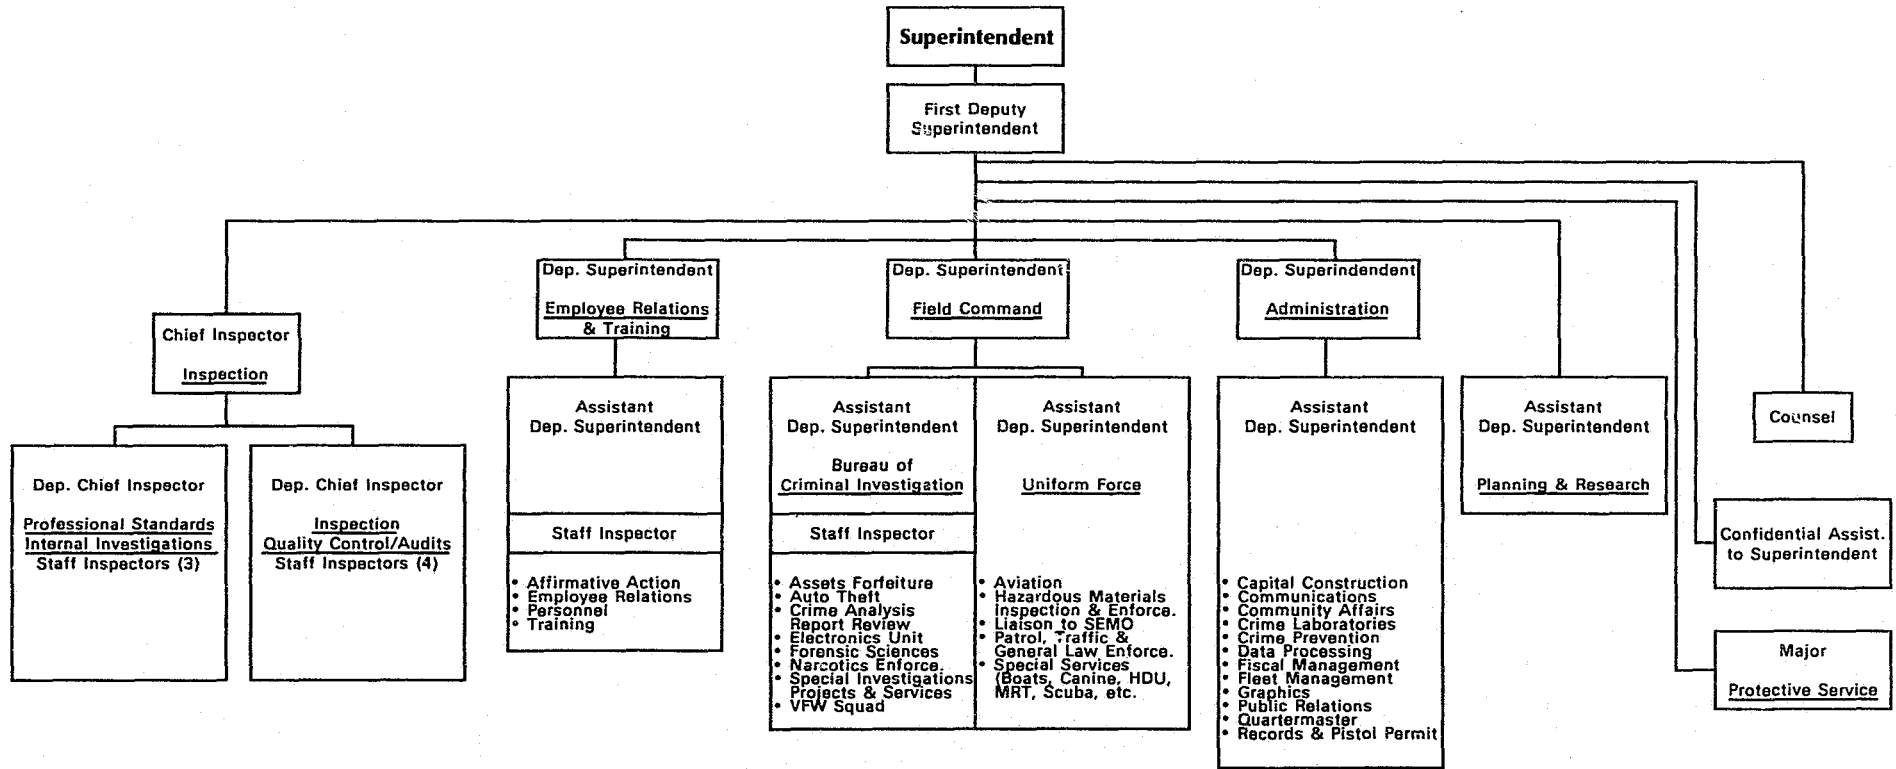 Superintendent
First Deputy
Superintendent
Dep. Superintendent
Employee Relations
& Training
Dep. Superintendent
Field Command
Dep. Superindendent
Administration
Chief Inspector
Inspection
Dep. Chief Inspector
Professional Standards
Internal Investigations
Staff Inspectors (3)
Dep. Chief Inspector
Inspection
Quality Control/Audits
Staff Inspectors (4)
Assistant
Dep. Superintendent
Staff Inspector
• Affirmative Action
• Employee Relations
• Personnel
• Training
Assistant
Dep. Superintendent
Bureau of
Criminal Investigation
Staff Inspector
• Assets Forfeiture
• Auto Theft
• Crime Analysis
Report Review
• Electronics Unit
• Forensic Sciences
• Narcotics Enforce.
• Special Investigations
Projects & Services
• VFW Squad
Assistant
Dep. Superintendent
Uniform Force
• Aviation
• Hazardous Materials
Inspection & Enforce.
• Liaison to SEMO
• Patrol, Traffic &
General Law Enforce.
• Special Services
(Boats, Canine, HDU,
MRT, Scuba, etc.
Assistant
Dep. Superintendent
• Capital Construction
• Communications
• Community Affairs
• Crime Laboratories
• Crime Prevention
• Data Processing
• Fiscal Management
• Fleet Management
• Graphics
• Public Relations
• Quartermaster
• Records & Pistol Permit
Assistant
Dep. Superintendent
Planning & Research
Counsel
Confidential Assist.
to Superintendent
Major
Protective Service